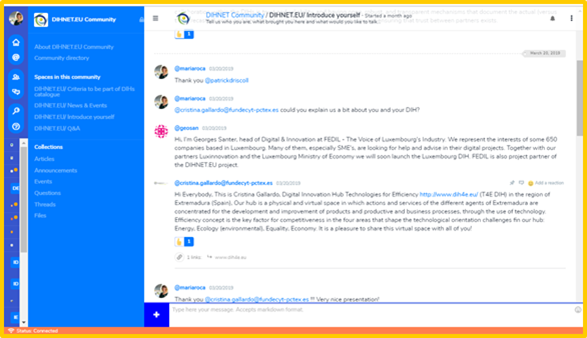 DIHNET.EU Community
About DIHNET.EU Community
Community directory
Spaces in this community
DIHNET.EU/ Criteria to be part of DIHs
catalogue
DIHNET.EU/ News & Events
DIHNET.EU/ Introduce yourself
DIHNET.EU/ Q&A
Collections
Articles
Announcements
Events
Questions
Threads
Files
Status: Connected
DIHNET Community / DIHNET.EU/ Introduce yourself - Started a month ago
Tell us who you are: what brought you here and what would you like to talk...
1
March 20, 2019
@mariaroca 03/20/2019
Thank you @patrickdriscoll
@mariaroca 03/20/2019
@cristina.gallardo@fundecyt-pctex.es could you explain us a bit about you and your DIH?
@geosan 03/20/2019
Hi, I'm Georges Santer, head of Digital & Innovation at FEDIL - The Voice of Luxembourg's Industry. We represent the interests of some 650
companies based in Luxembourg. Many of them, especially SME's, are looking for help and advise in their digital projects. Together with our
partners Luxinnovation and the Luxembourg Ministry of Economy we will soon launch the Luxembourg DIH. FEDIL is also project partner of
the DIHNET.EU project.
@cristina.gallardo@fundecyt-pctex.es 03/20/2019 Add a reaction
Hi Everybody, This is Cristina Gallardo, Digital Innovation Hub Technologies for Efficiency http://www.dih4e.eu/ (T4E DIH) in the region of
Extremadura (Spain). Our hub is a physical and virtual space in which actions and services of the different agents of Extremadura are
concentrated for the development and improvement of products and productive and business processes, through the use of technology.
Efficiency concept is the key factor for competitiveness in the four areas that shape the technological orientation challenges fin our hub:
Energy, Ecology (environmental), Equality, Economy. It is a pleasure to share this virtual space with all of you!
1
1 links www.dih4e.eu
@mariaroca 03/20/2019
Thank you @cristina.gallardo@fundecyt-pctex.es !! Very nice presentation!
Type here your message. Accepts markdown format.